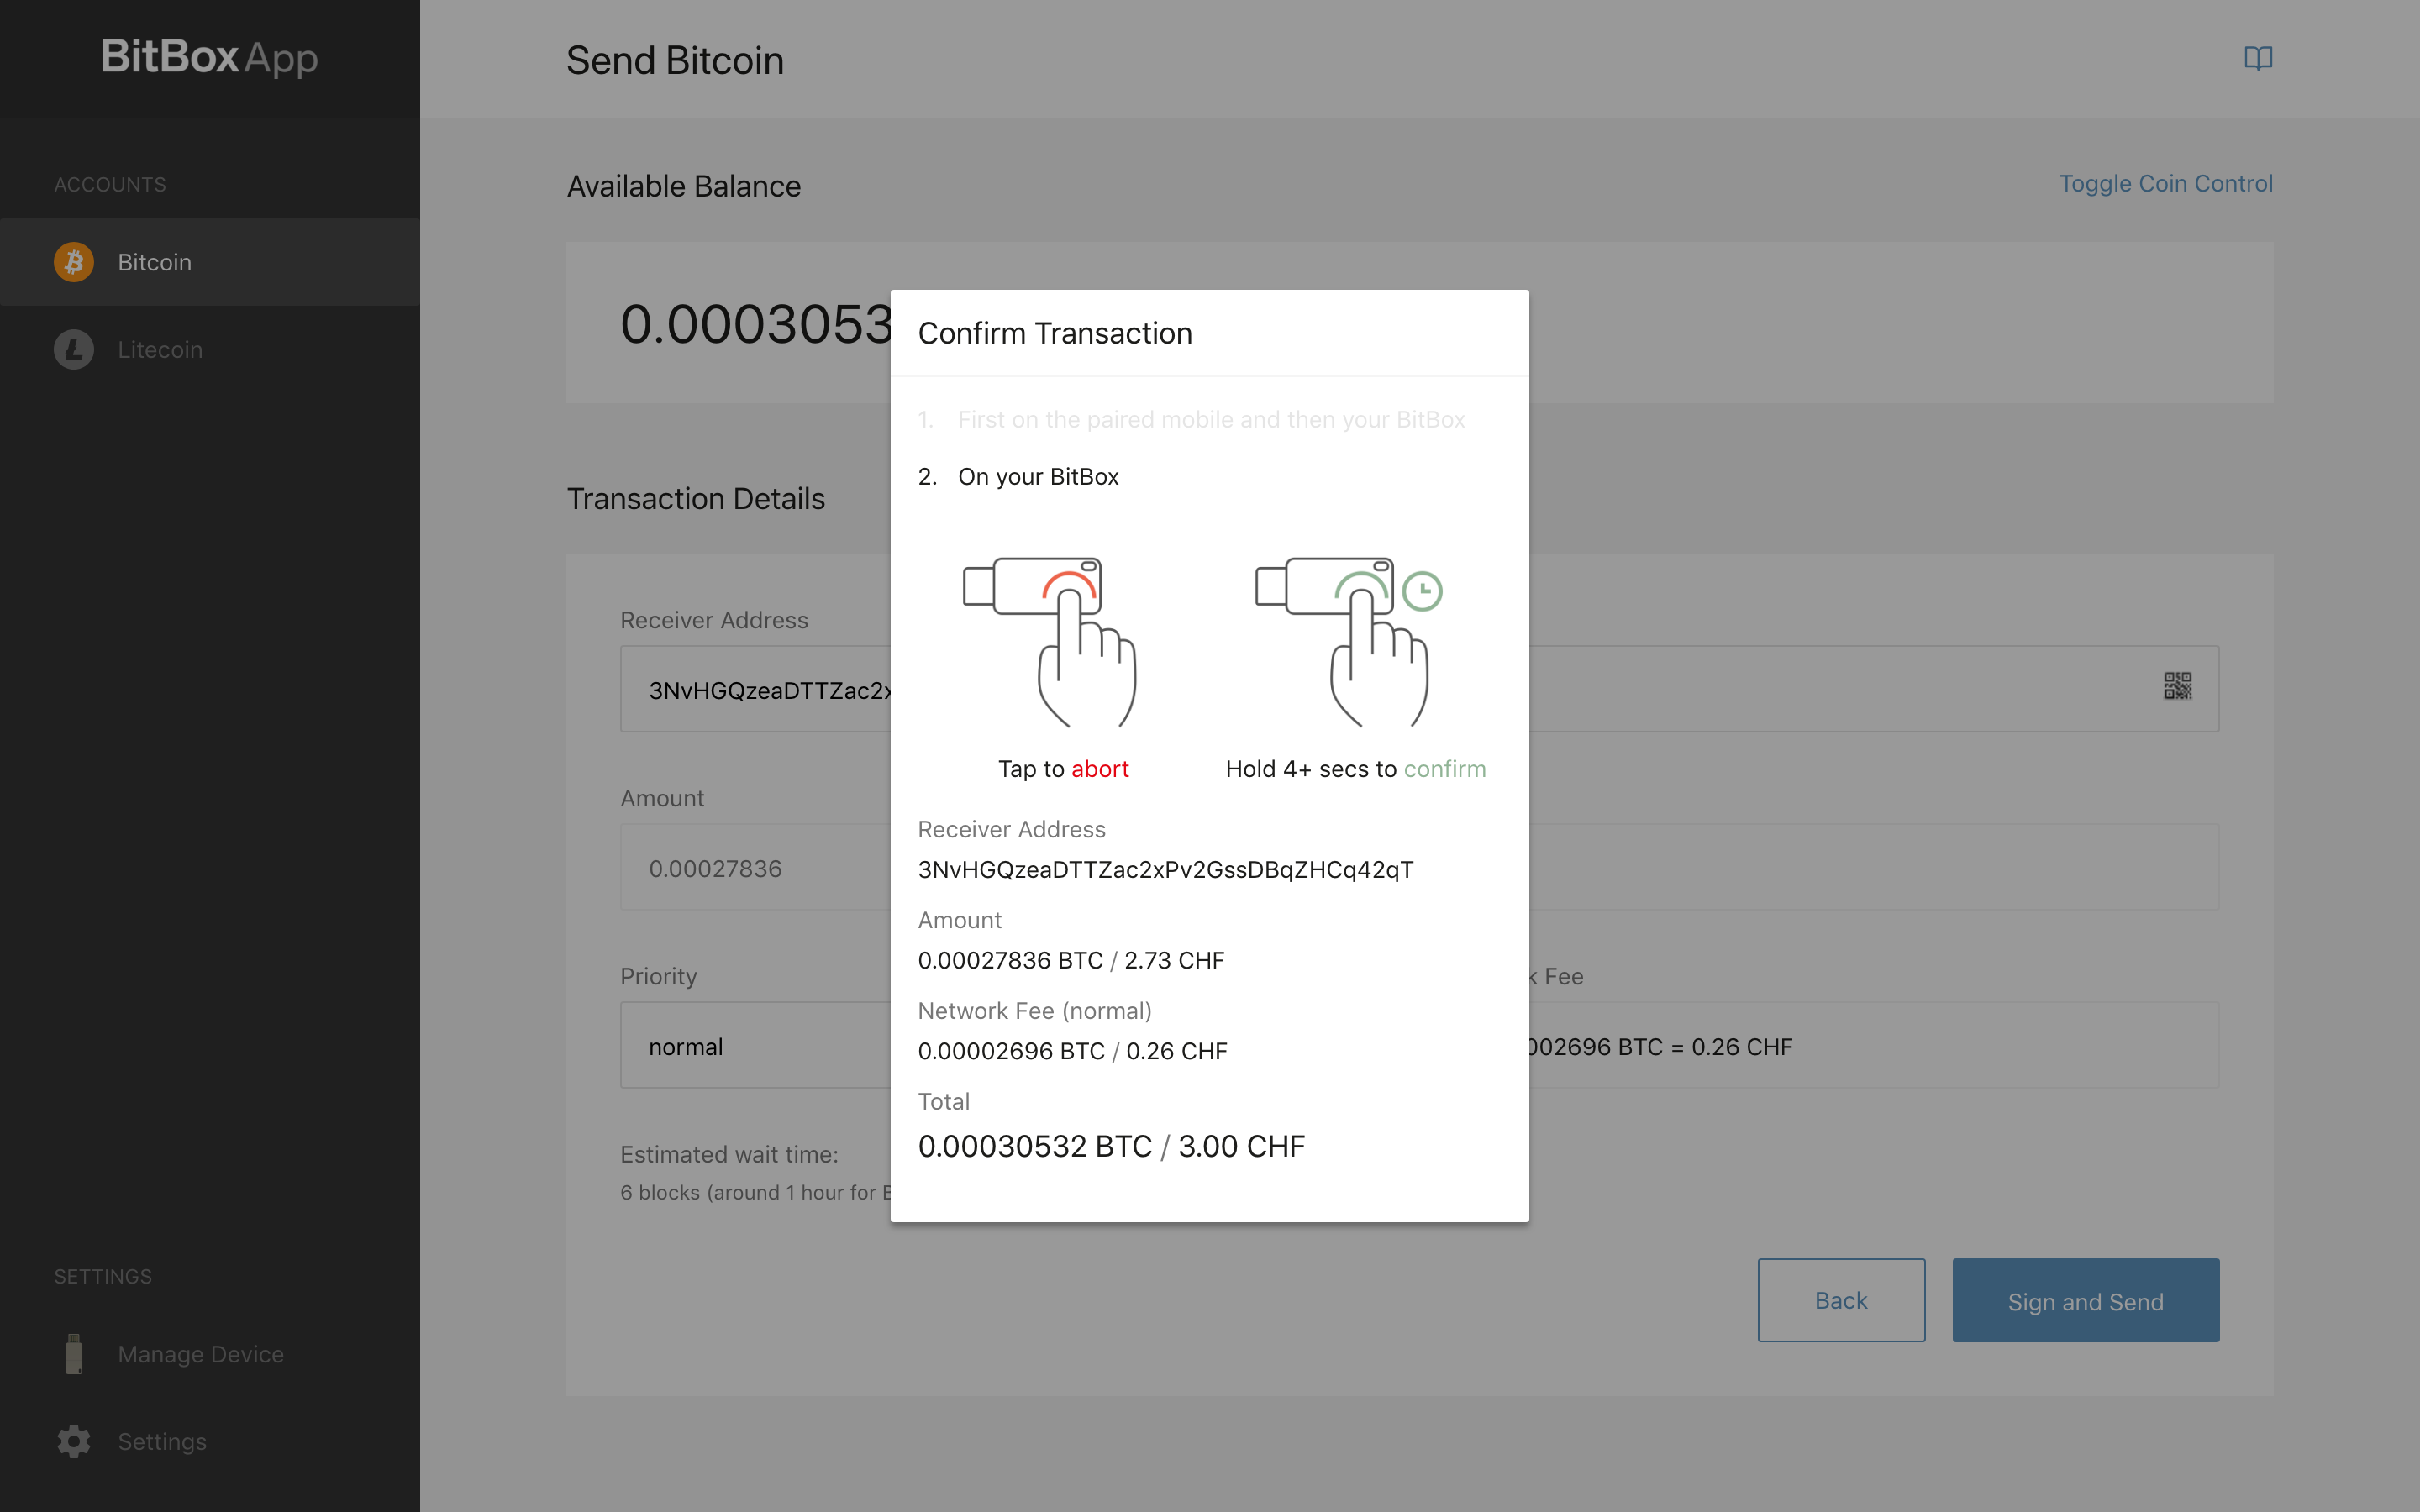 BitBox App
Send Bitcoin
ACCOUNTS
Bitcoin
Litecoin
SETTINGS
Manage Device
Settings
Available Balance
Toggle Coin Control
0.0003053
Transaction Details
Receiver Address
3NvHGQzeaDTTZac2x
Amount
0.00027836
Priority
Fee
normal
002696 BTC = 0.26 CHF
Estimated wait time:
6 blocks (around 1 hour for
Back
Sign and Send
Confirm Transaction
1. First on the paired mobile and then your BitBox
2. On your BitBox
Tap to abort
Hold 4+ secs to confirm
Receiver Address
3NvHGQzeaDTTZac2xPv2GssDBqZHCq42qT
Amount
0.00027836 BTC / 2.73 CHF
Network Fee (normal)
0.00002696 BTC / 0.26 CHF
Total
0.00030532 BTC / 3.00 CHF